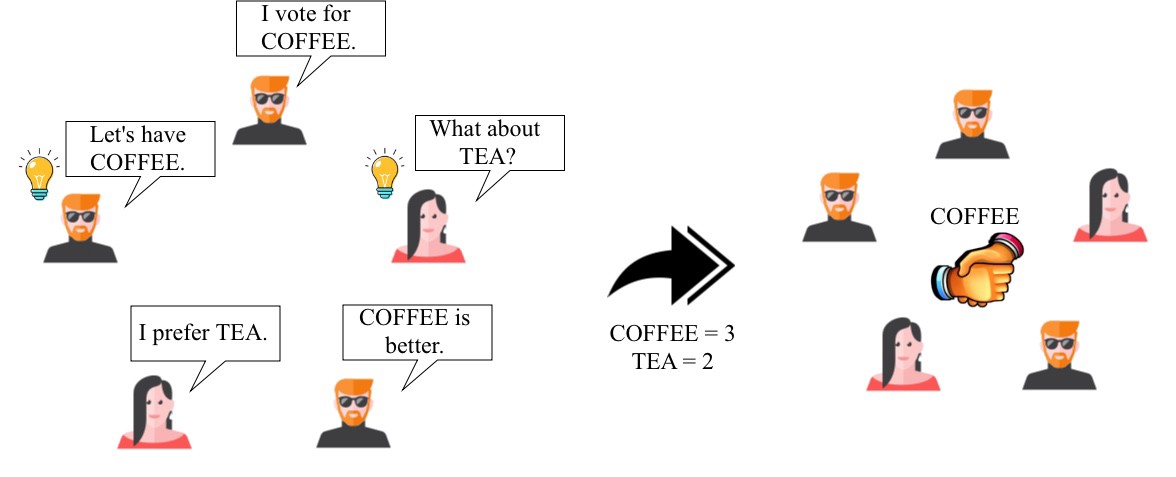 I vote for
COFFEE.
Let's have
COFFEE.
What about
TEA?
I prefer TEA.
COFFEE is
better.
COFFEE = 3
TEA = 2
COFFEE